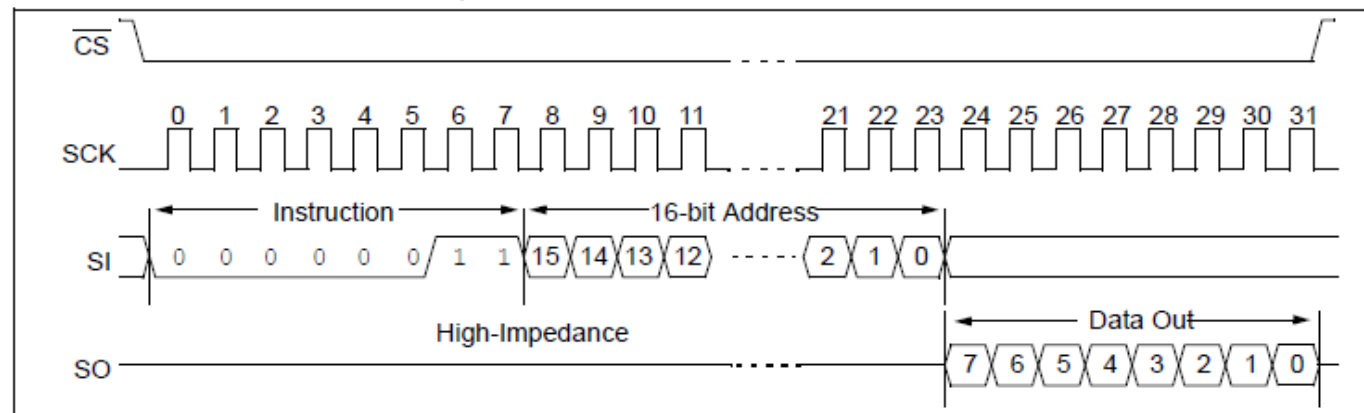 CS
0 1 2 3 4 5 6 7 8 9 10 11 21 22 23 24 25 26 27 28 29 30 31
SCK
Instruction 16-bit Address
SI 0 0 0 0 0 0 1 1 15 14 13 12 2 1 0
Data Out
High-Impedance
SO 7 6 5 4 3 2 1 0